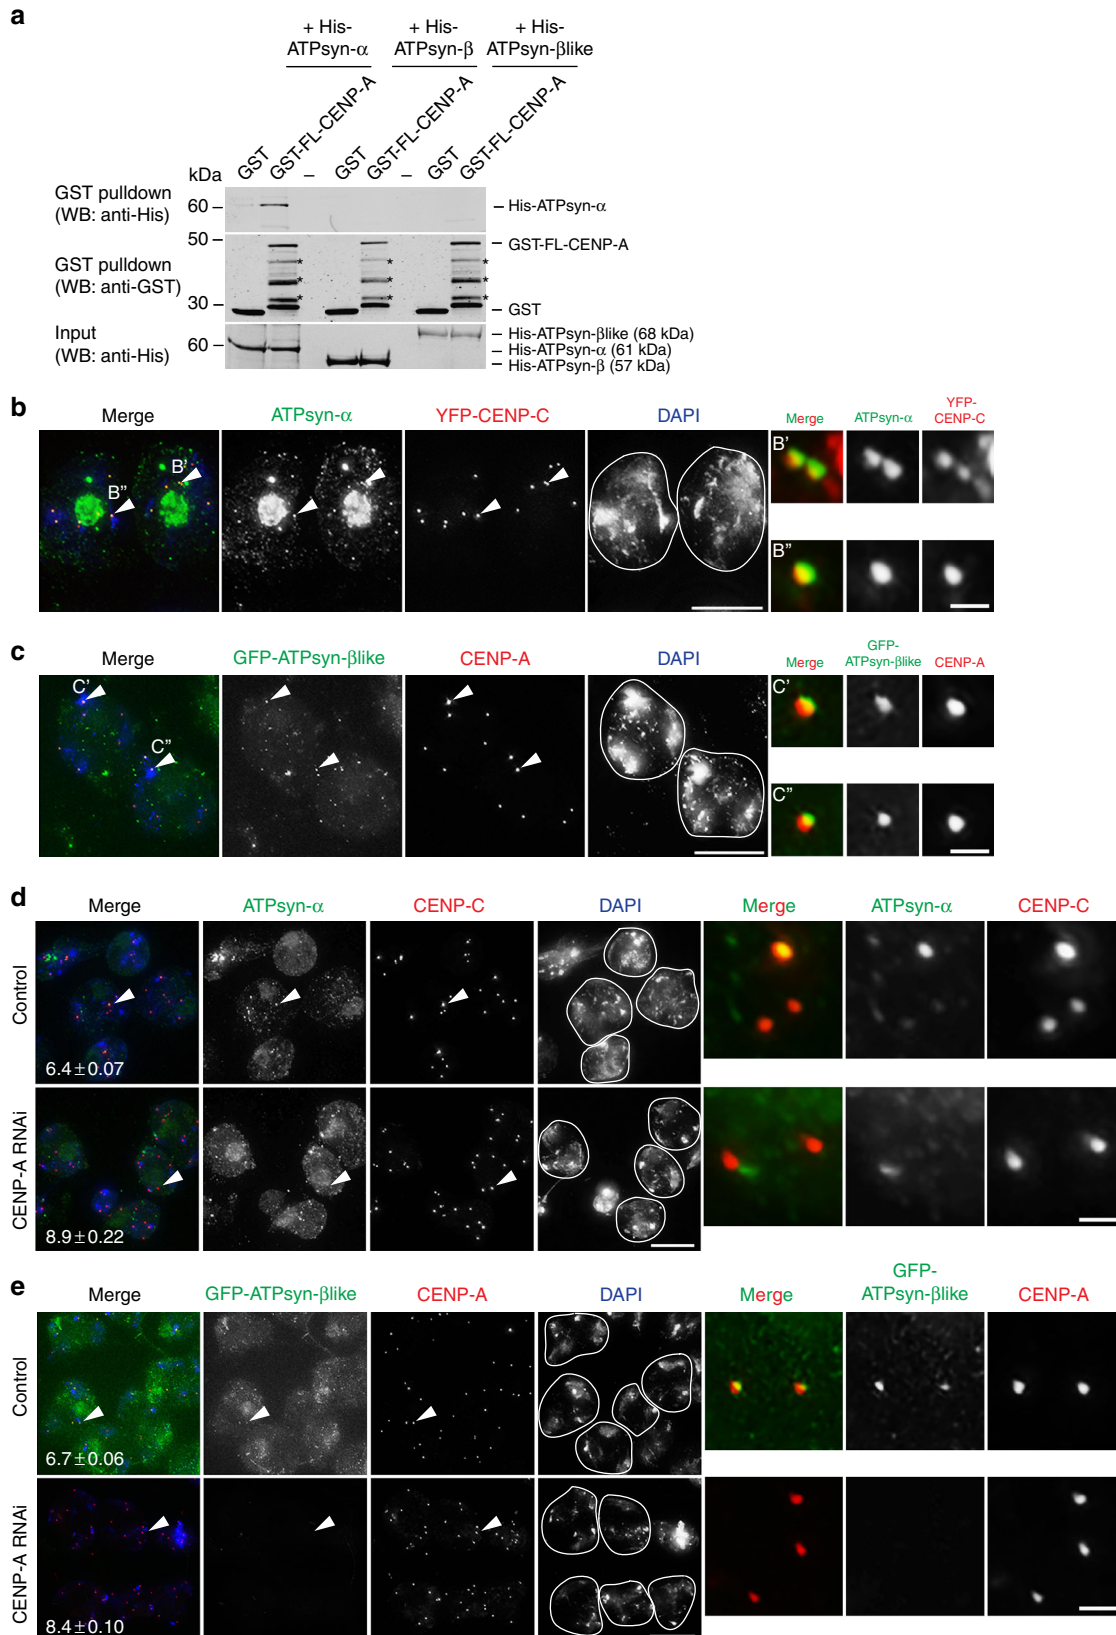 a
+ His-
ATPsyn-α
+ His-
ATPsyn-β
+ His-
ATPsyn-βlike
GST
GST-FL-CENP-A
–
GST
GST-FL-CENP-A
–
GST
GST-FL-CENP-A
kDa
GST pulldown
(WB: anti-His)
60 –
– His-ATPsyn-α
50 –
– GST-FL-CENP-A
GST pulldown
(WB: anti-GST)
* * *
* * *
* * *
30 –
– GST
Input
(WB: anti-His)
60 –
– His-ATPsyn-βlike (68 kDa)
– His-ATPsyn-α (61 kDa)
– His-ATPsyn-β (57 kDa)
b
Merge ATPsyn-α YFP-CENP-C DAPI
Merge ATPsyn-α YFP-
CENP-C
B'
B"
B'
B"
c
Merge GFP-ATPsyn-βlike CENP-A DAPI
Merge GFP-
ATPsyn-βlike CENP-A
C'
C"
C'
C"
d
Merge ATPsyn-α CENP-C DAPI Merge ATPsyn-α CENP-C
Control
6.4±0.07
CENP-A RNAi
8.9±0.22
e
Merge GFP-ATPsyn-βlike CENP-A DAPI Merge GFP-
ATPsyn-βlike CENP-A
Control
6.7±0.06
CENP-A RNAi
8.4±0.10